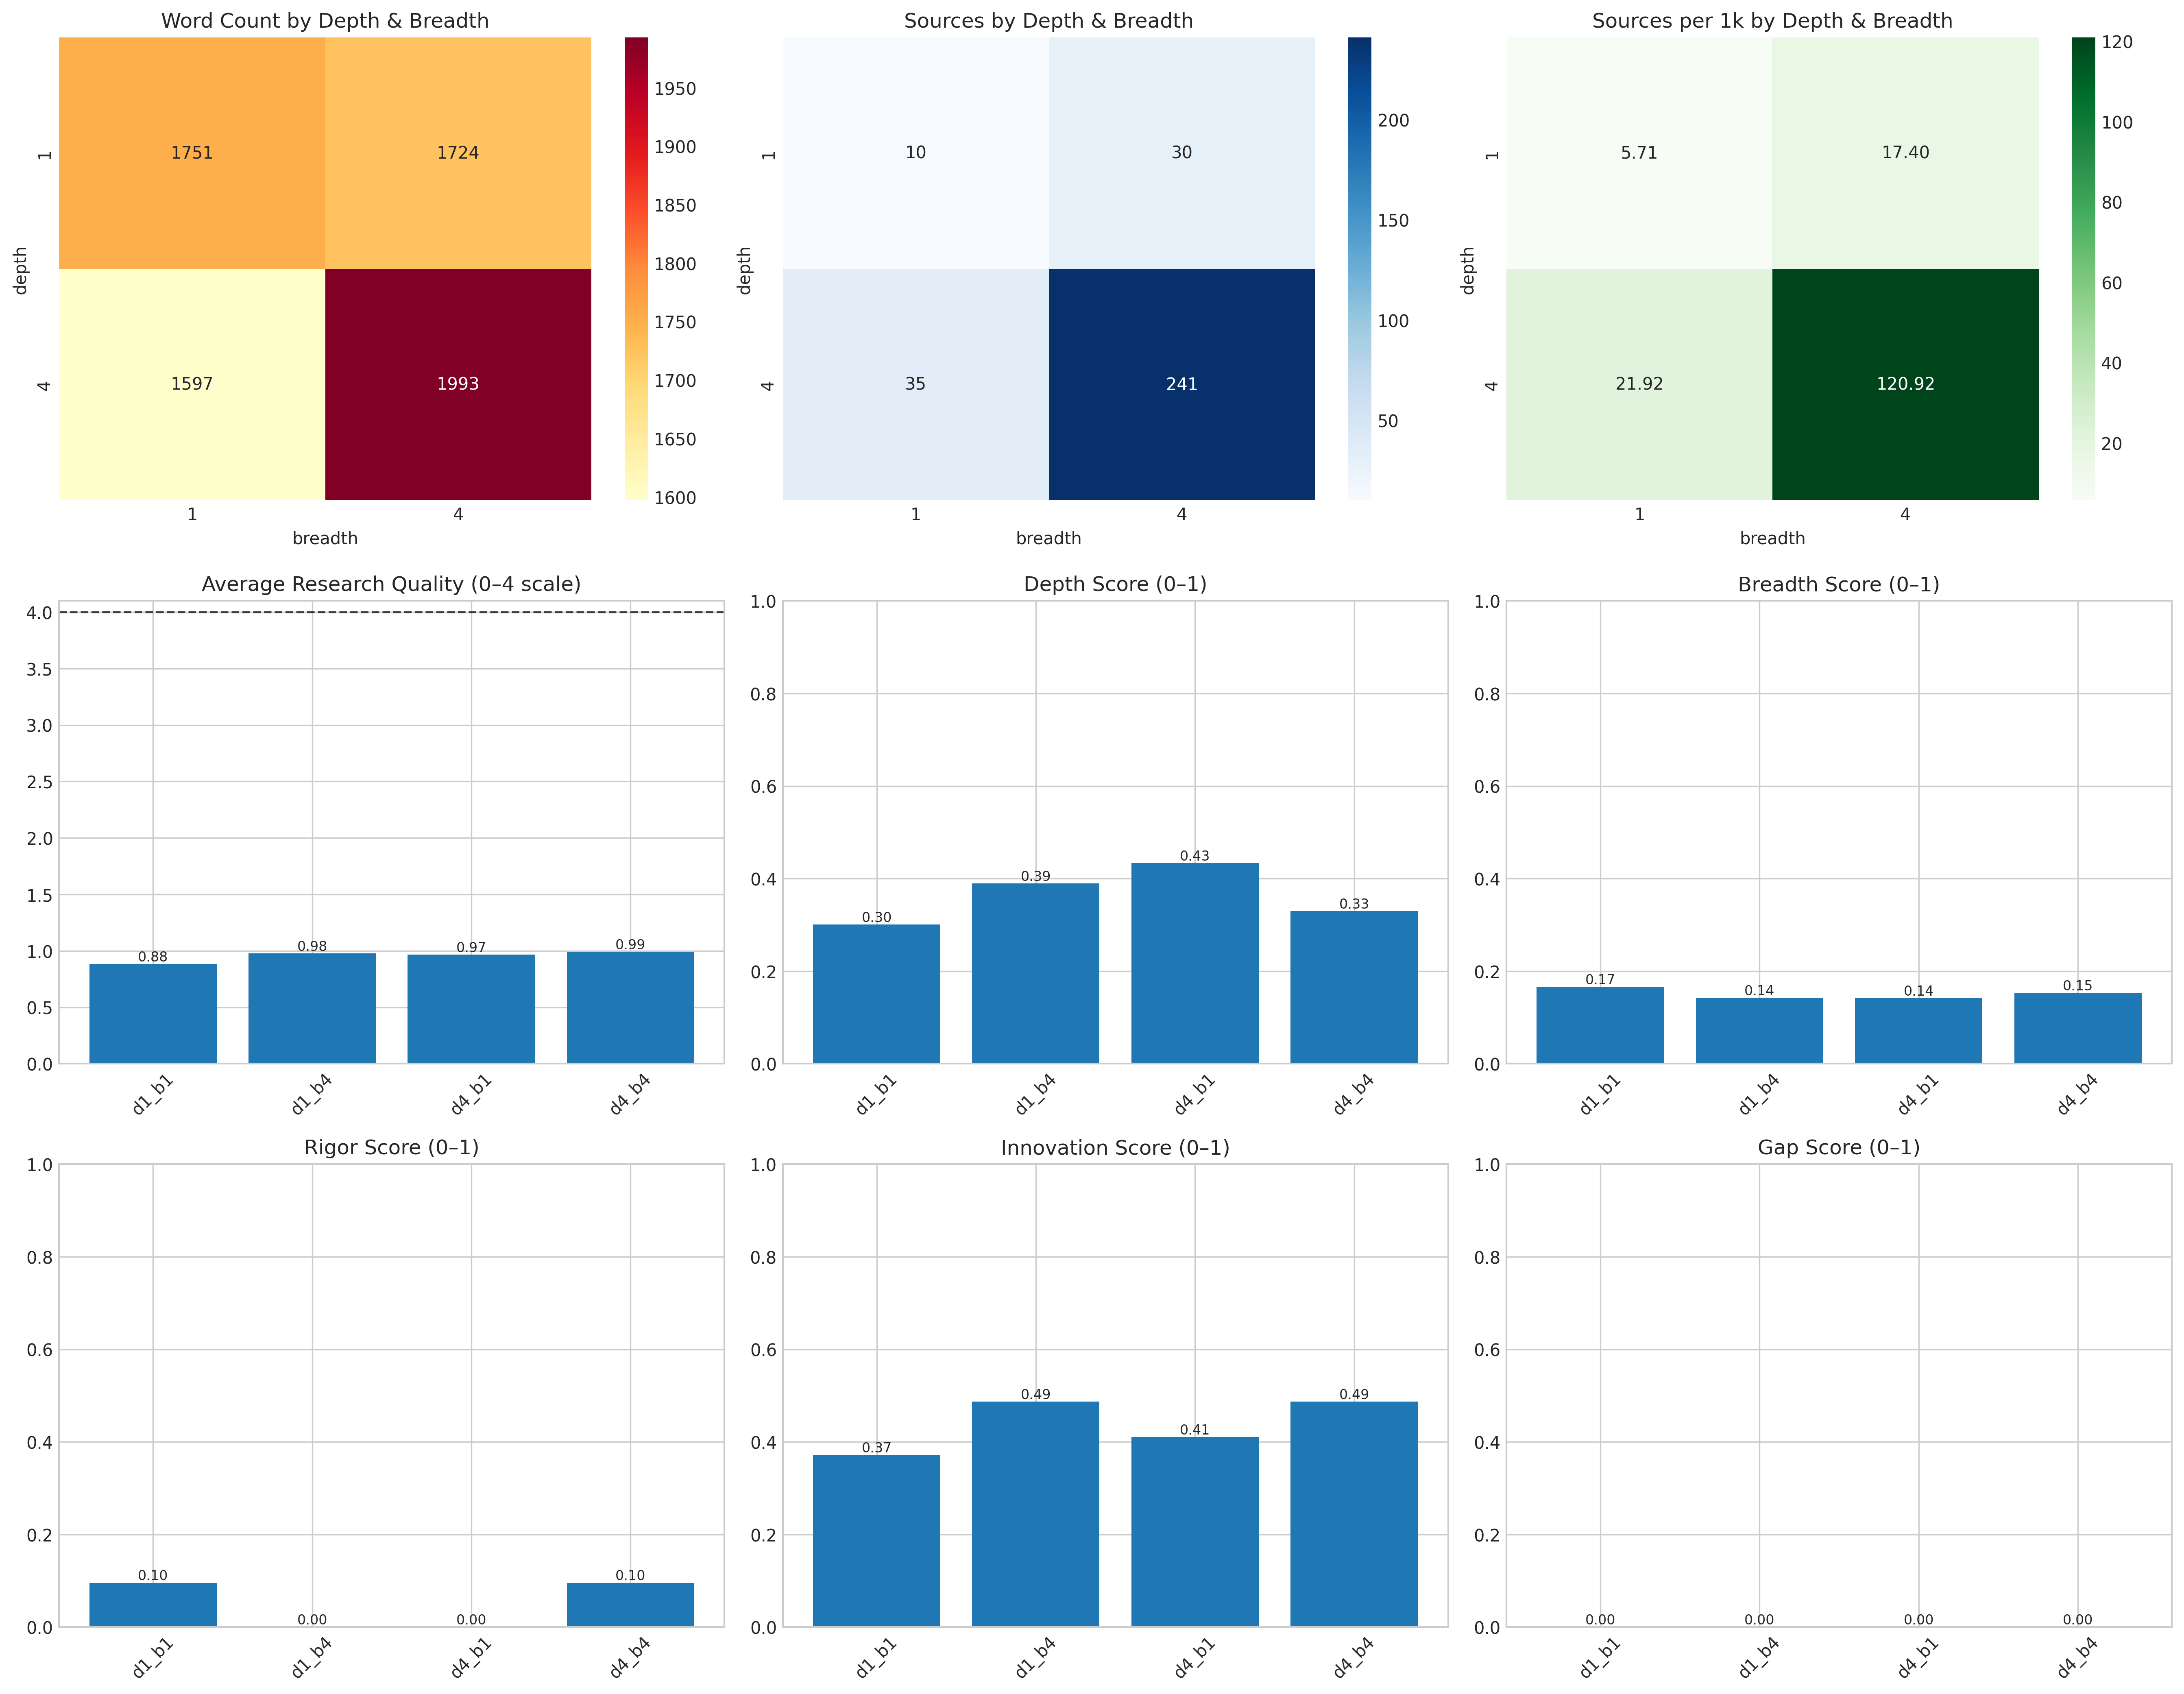 Word Count by Depth & Breadth
1751 1724
1597 1993
1
4
depth
1 4
breadth
1950
1900
1850
1800
1750
1700
1650
1600
Sources by Depth & Breadth
10 30
35 241
1
4
depth
1 4
breadth
200
150
100
50
Sources per 1k by Depth & Breadth
5.71 17.40
21.92 120.92
1
4
depth
1 4
breadth
120
100
80
60
40
20
Average Research Quality (0–4 scale)
4.0
3.5
3.0
2.5
2.0
1.5
1.0
0.5
0.0
0.88 0.98 0.97 0.99
d1_b1 d1_b4 d4_b1 d4_b4
Depth Score (0–1)
1.0
0.8
0.6
0.4
0.2
0.0
0.30 0.39 0.43 0.33
d1_b1 d1_b4 d4_b1 d4_b4
Breadth Score (0–1)
1.0
0.8
0.6
0.4
0.2
0.0
0.17 0.14 0.14 0.15
d1_b1 d1_b4 d4_b1 d4_b4
Rigor Score (0–1)
1.0
0.8
0.6
0.4
0.2
0.0
0.10 0.00 0.00 0.10
d1_b1 d1_b4 d4_b1 d4_b4
Innovation Score (0–1)
1.0
0.8
0.6
0.4
0.2
0.0
0.37 0.49 0.41 0.49
d1_b1 d1_b4 d4_b1 d4_b4
Gap Score (0–1)
1.0
0.8
0.6
0.4
0.2
0.0
0.00 0.00 0.00 0.00
d1_b1 d1_b4 d4_b1 d4_b4